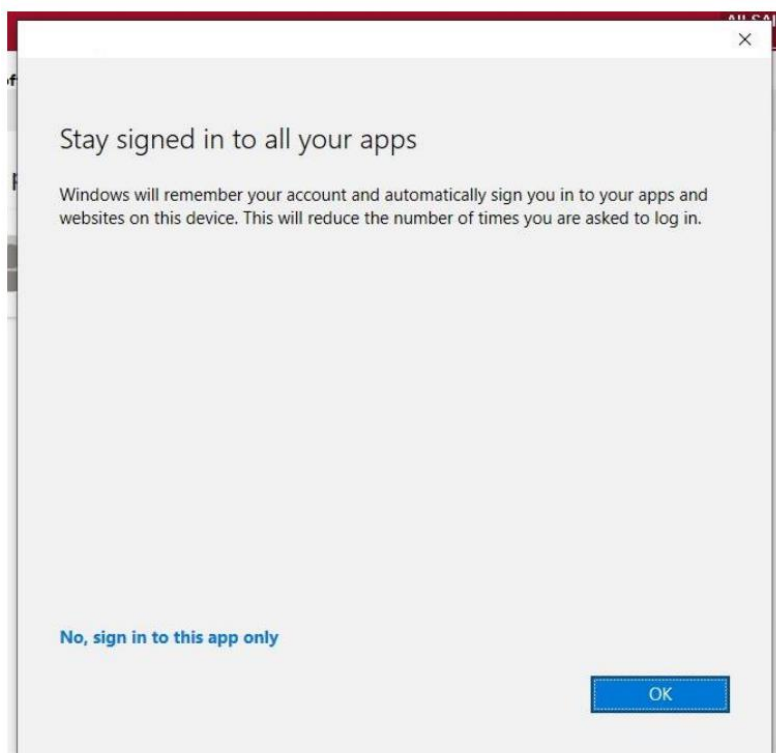 Stay signed in to all your apps
Windows will remember your account and automatically sign you in to your apps and
websites on this device. This will reduce the number of times you are asked to log in.
No, sign in to this app only
OK